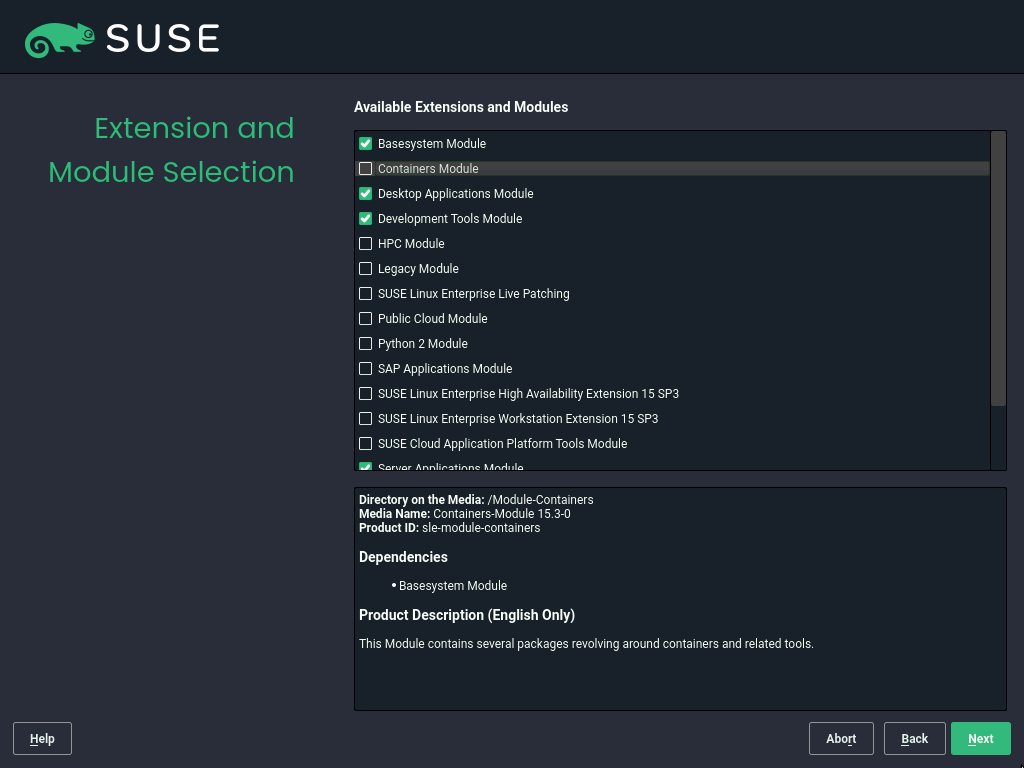 SUSE
Extension and
Module Selection
Available Extensions and Modules
Basesystem Module
Containers Module
Desktop Applications Module
Development Tools Module
HPC Module
Legacy Module
SUSE Linux Enterprise Live Patching
Public Cloud Module
Python 2 Module
SAP Applications Module
SUSE Linux Enterprise High Availability Extension 15 SP3
SUSE Linux Enterprise Workstation Extension 15 SP3
SUSE Cloud Application Platform Tools Module
Server Applications Module
Directory on the Media: /Module-Containers
Media Name: Containers-Module 15.3-0
Product ID: sle-module-containers
Dependencies
• Basesystem Module
Product Description (English Only)
This Module contains several packages revolving around containers and related tools.
Help
Abort
Back
Next